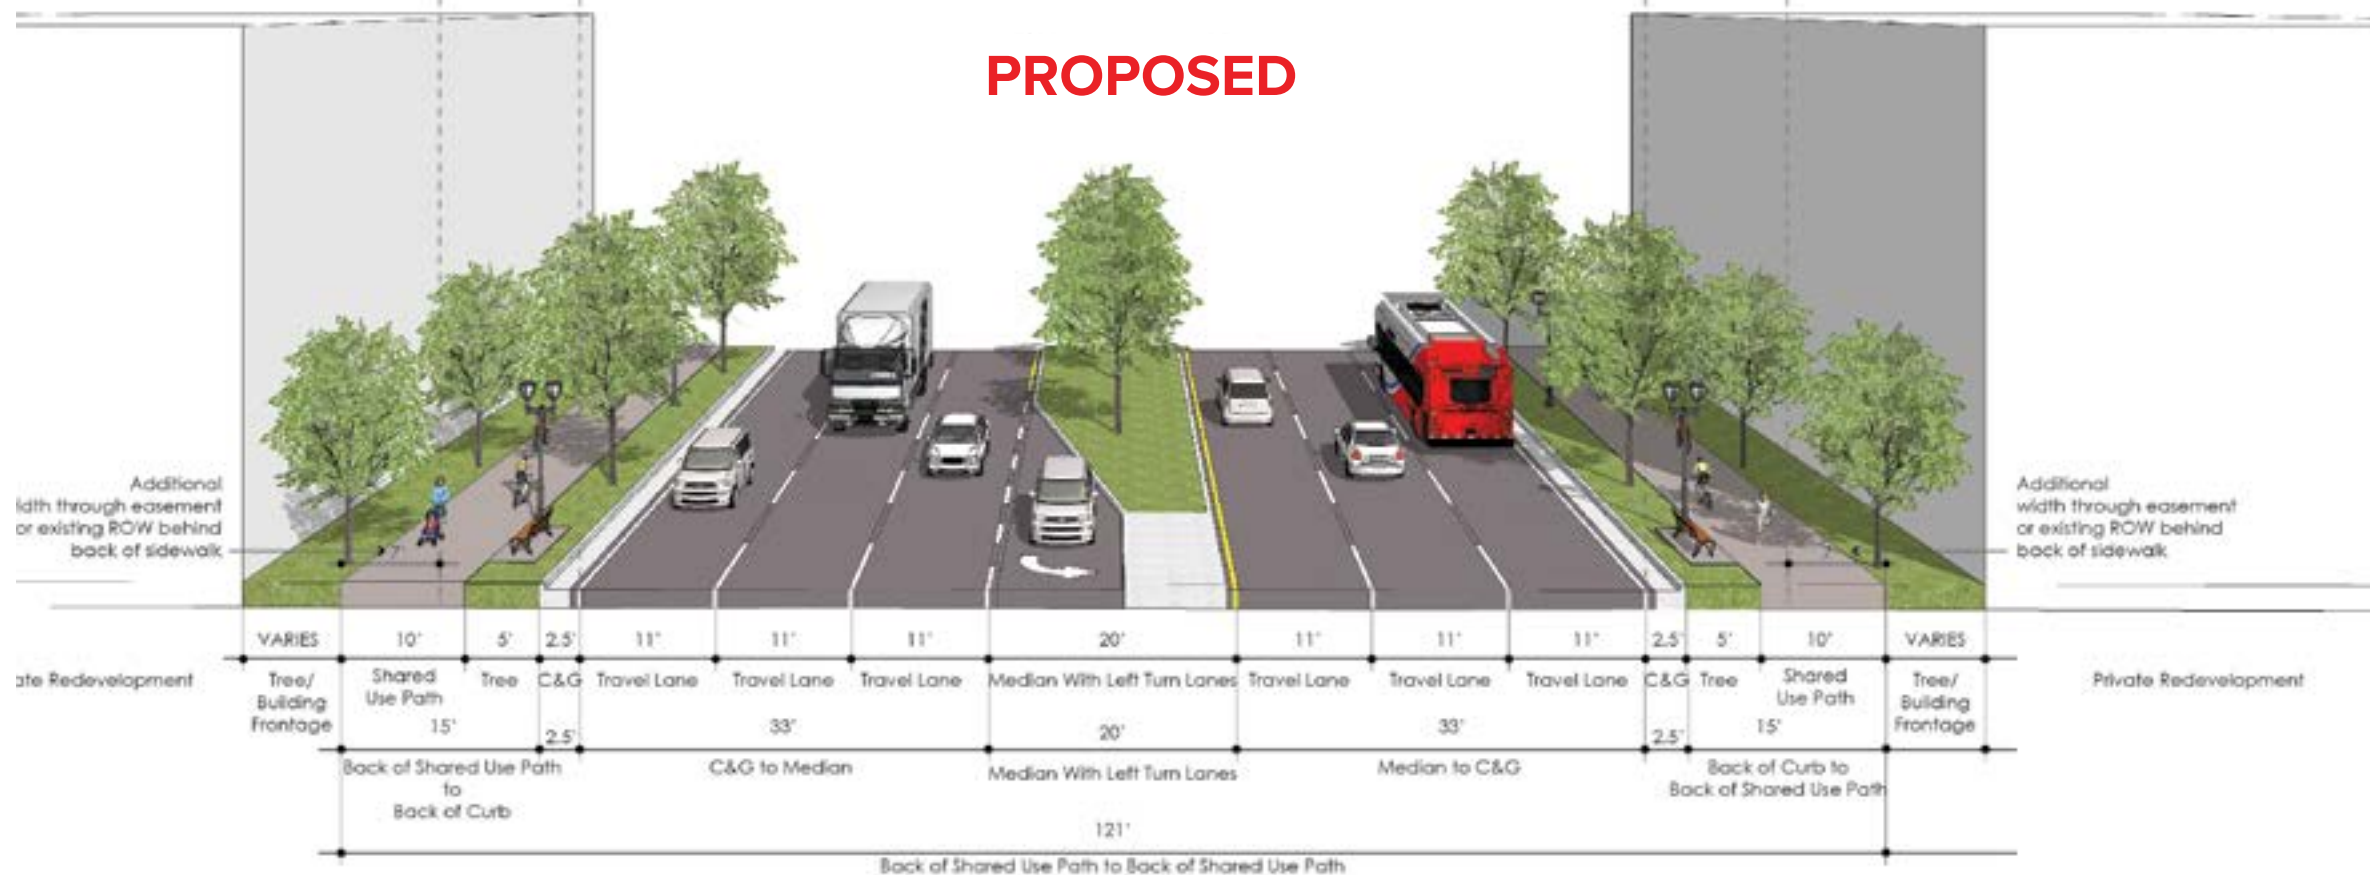 PROPOSED
Additional
idth through easement
or existing ROW behind
back of sidewalk
Additional
width through easement
or existing ROW behind
back of sidewalk
7'
7'
VARIES 10' 5' 2.5' 11' 11' 11' 20' 11' 11' 11' 2.5' 5' 10' VARIES
ate Redevelopment
Tree/
Building
Frontage
Shared
Use Path
Tree
C&G
Travel Lane
Travel Lane
Travel Lane
Median With Left Turn Lanes
Travel Lane
Travel Lane
Travel Lane
C&G
Tree
Shared
Use Path
Tree/
Building
Frontage
Private Redevelopment
15' 2.5' 33' 20' 33' 2.5' 15'
Back of Shared Use Path
to
Back of Curb
C&G to Median
Median With Left Turn Lanes
Median to C&G
Back of Curb to
Back of Shared Use Path
121'
Back of Shared Use Path to Back of Shared Use Path